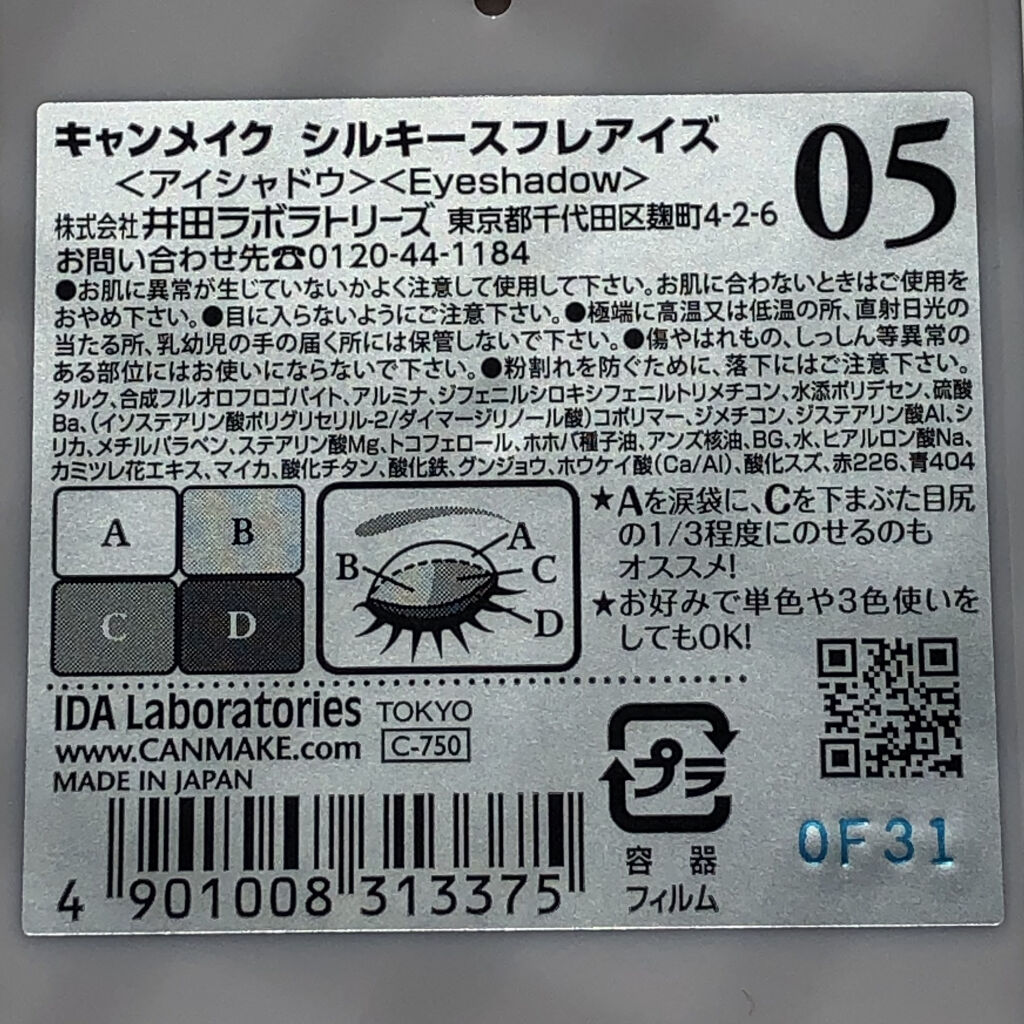 キャンメイク シルキースフレアイズ
05
<アイシャドウ><Eyeshadow>
株式会社 井田ラボラトリーズ 東京都千代田区麹町4-2-6
お問い合わせ先☎0120-44-1184
●お肌に異常が生じていないかよく注意して使用して下さい。お肌に合わないときはご使用を
おやめ下さい。●目に入らないようにご注意下さい。●極端に高温又は低温の所、直射日光の
当たる所、乳幼児の手の届く所には保管しないで下さい。●傷やはれもの、しっしん等異常の
ある部位にはお使いにならないで下さい。●粉割れを防ぐために、落下にはご注意下さい。
タルク、合成フルオロフロゴパイト、アルミナ、ジフェニルシロキシフェニルトリメチコン、水添ポリデセン、硫酸
Ba、(イソステアリン酸ポリグリセリル-2/ダイマージリノール酸)コポリマー、ジメチコン、ジステアリン酸Al、シ
リカ、メチルパラベン、ステアリン酸Mg、トコフェロール、ホホバ種子油、アンズ核油、BG、水、ヒアルロン酸Na、
カミツレ花エキス、マイカ、酸化チタン、酸化鉄、グンジョウ、ホウケイ酸(Ca/Al)、酸化スズ、赤226、青404
A
B
C
D
A
B
C
D
★Aを涙袋に、Cを下まぶた目尻
の1/3程度にのせるのも
オススメ!
★お好みで単色や3色使いを
してもOK!
IDA Laboratories TOKYO
www.CANMAKE.com C-750
MADE IN JAPAN
プラ
容器
フィルム
0F31
4 901008 313375